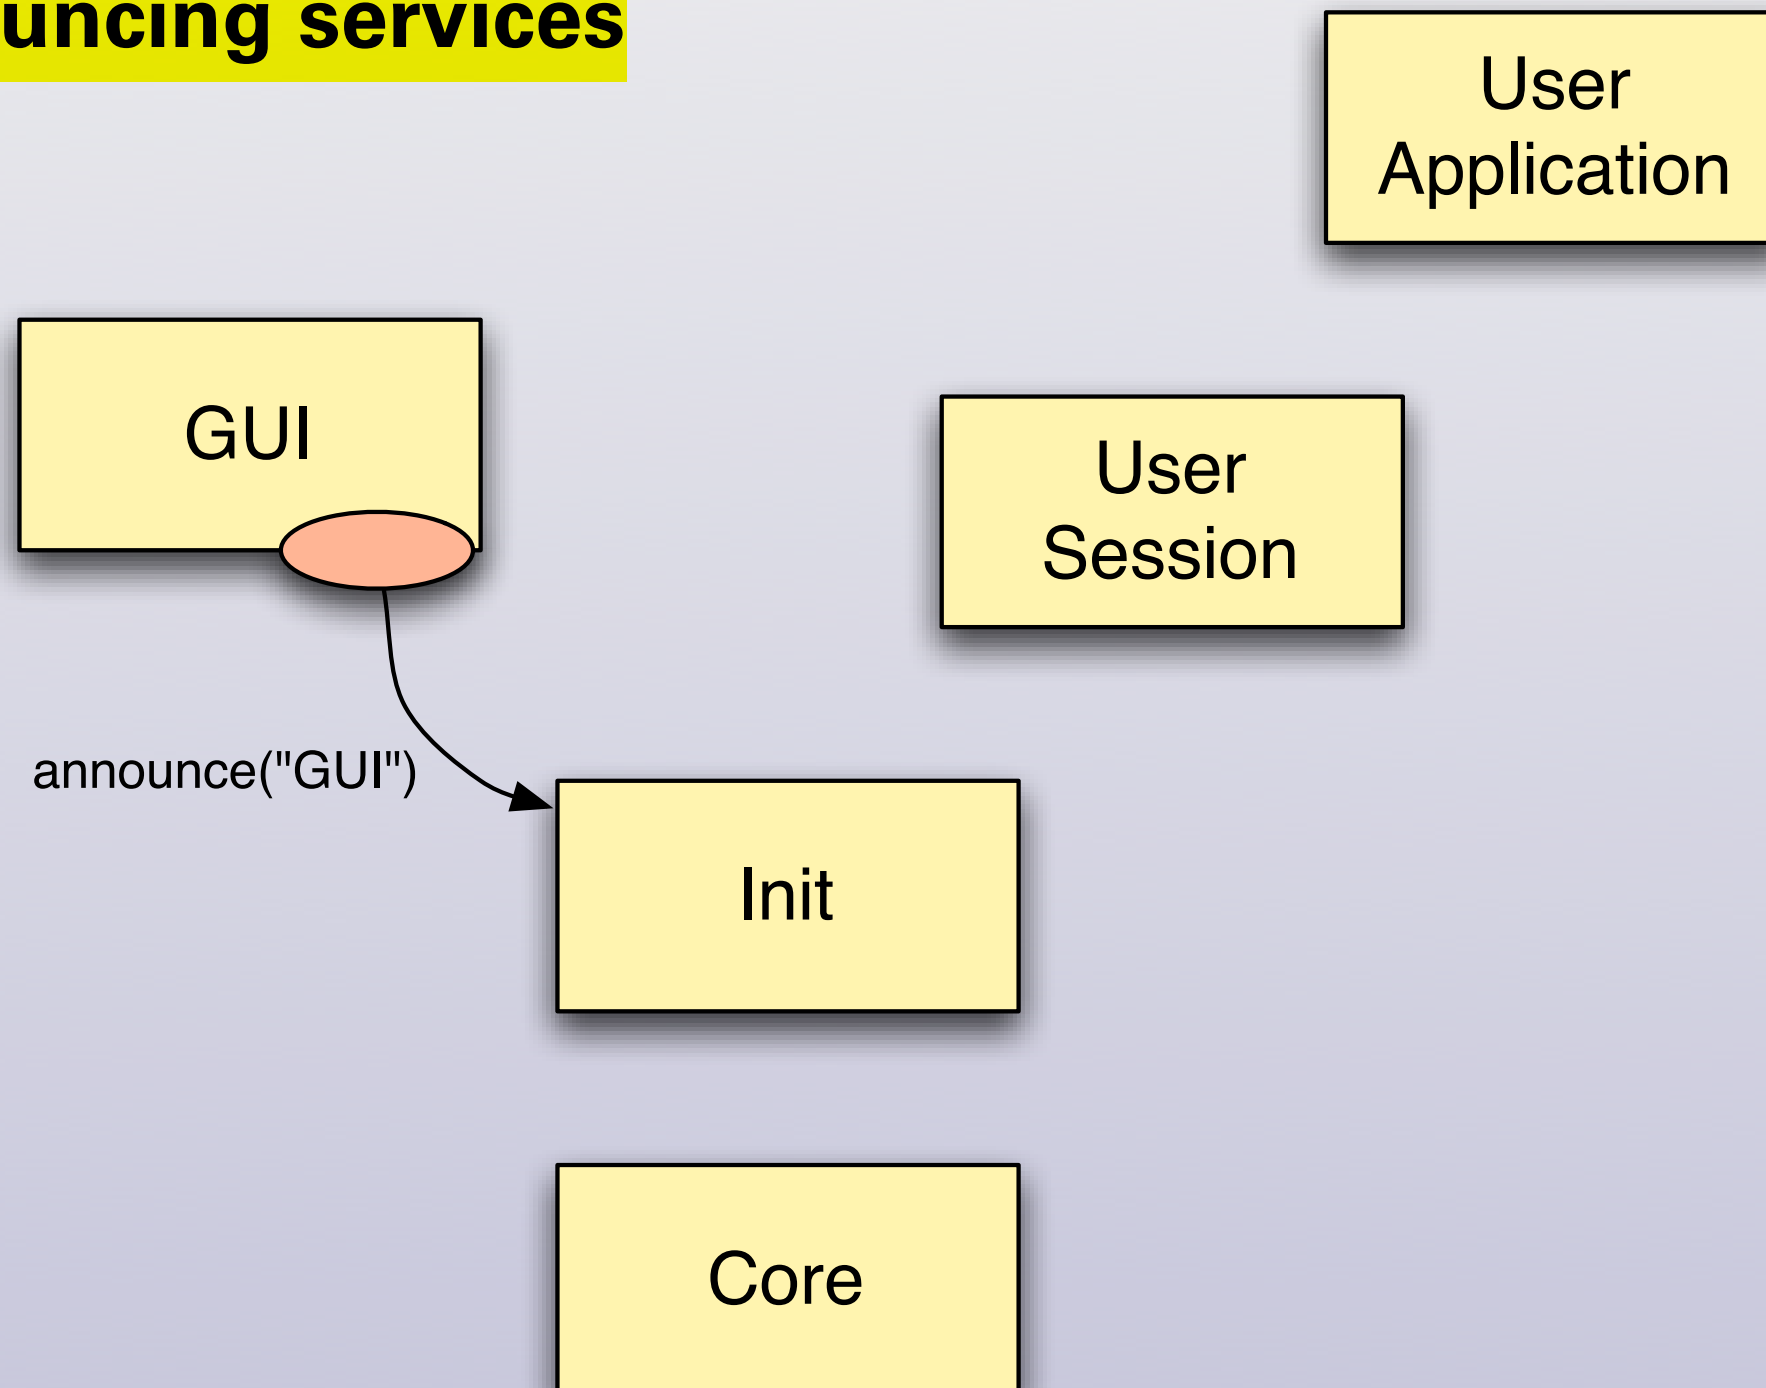 uncing services
User
Application
GUI
User
Session
announce("GUI")
Init
Core